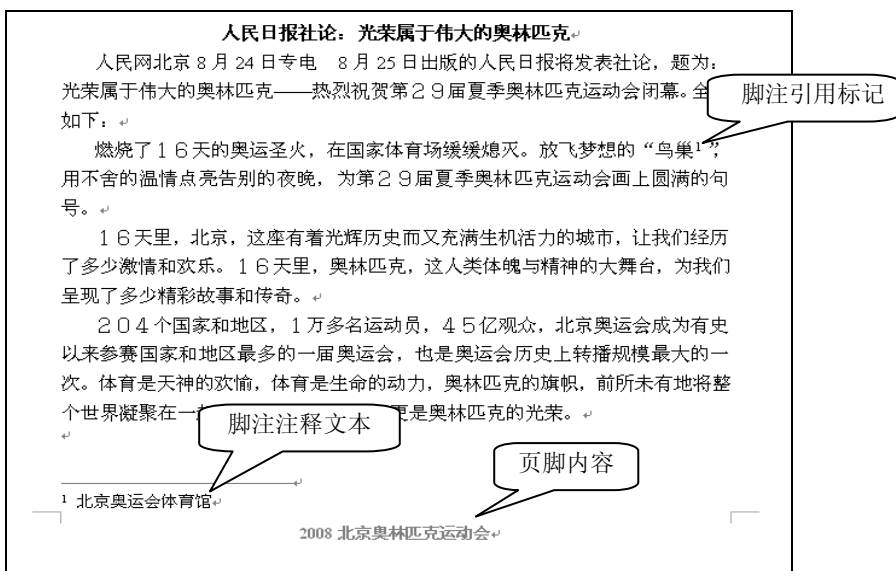 人民日报社论：光荣属于伟大的奥林匹克
人民网北京 8 月 24 日专电　8 月 25 日出版的人民日报将发表社论，题为：
光荣属于伟大的奥林匹克——热烈祝贺第２９届夏季奥林匹克运动会闭幕。全
脚注引用标记
如下：
燃烧了１６天的奥运圣火，在国家体育场缓缓熄灭。放飞梦想的“鸟巢¹”，
用不舍的温情点亮告别的夜晚，为第２９届夏季奥林匹克运动会画上圆满的句
号。
１６天里，北京，这座有着光辉历史而又充满生机活力的城市，让我们经历
了多少激情和欢乐。１６天里，奥林匹克，这人类体魄与精神的大舞台，为我们
呈现了多少精彩故事和传奇。
２０４个国家和地区，１万多名运动员，４５亿观众，北京奥运会成为有史
以来参赛国家和地区最多的一届奥运会，也是奥运会历史上转播规模最大的一
次。体育是天神的欢愉，体育是生命的动力，奥林匹克的旗帜，前所未有地将整
个世界凝聚在一 更是奥林匹克的光荣。
脚注注释文本
页脚内容
¹ 北京奥运会体育馆
2008 北京奥林匹克运动会